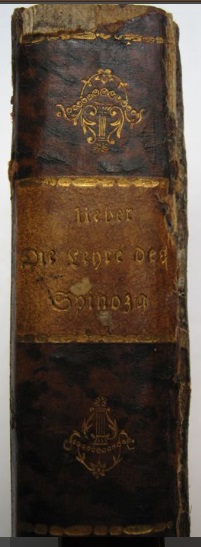 Ueber
Die Lehre des
Spinoza